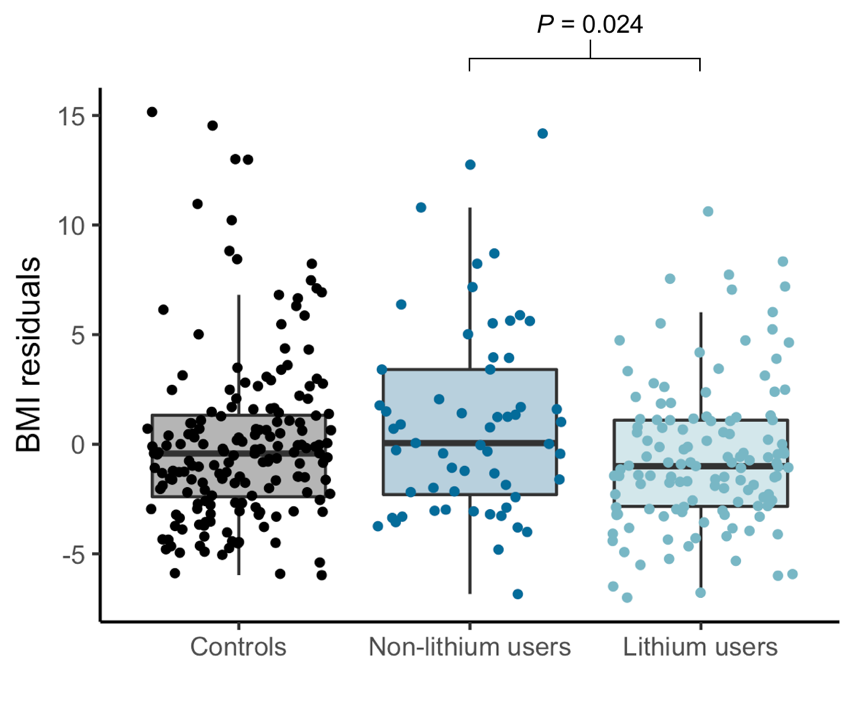 P = 0.024
BMI residuals
15
10
5
0
-5
Controls
Non-lithium users
Lithium users